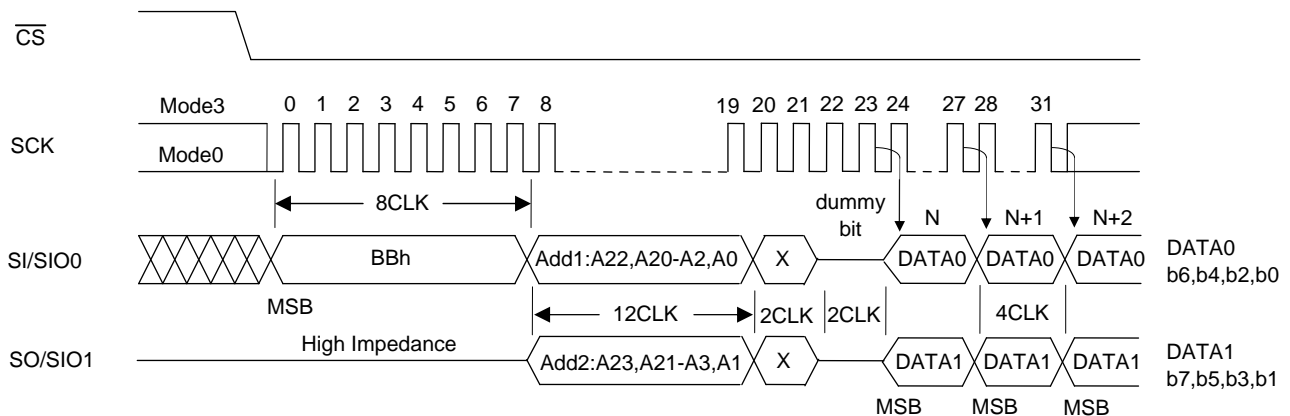 CS
Mode3 0 1 2 3 4 5 6 7 8 19 20 21 22 23 24 27 28 31
SCK
Mode0
8CLK dummy bit N N+1 N+2
SI/SIO0 BBh Add1:A22,A20-A2,A0 X DATA0 DATA0 DATA0 DATA0
b6,b4,b2,b0
MSB 12CLK 2CLK 2CLK 4CLK
High Impedance
SO/SIO1 Add2:A23,A21-A3,A1 X DATA1 DATA1 DATA1 DATA1
b7,b5,b3,b1
MSB MSB MSB